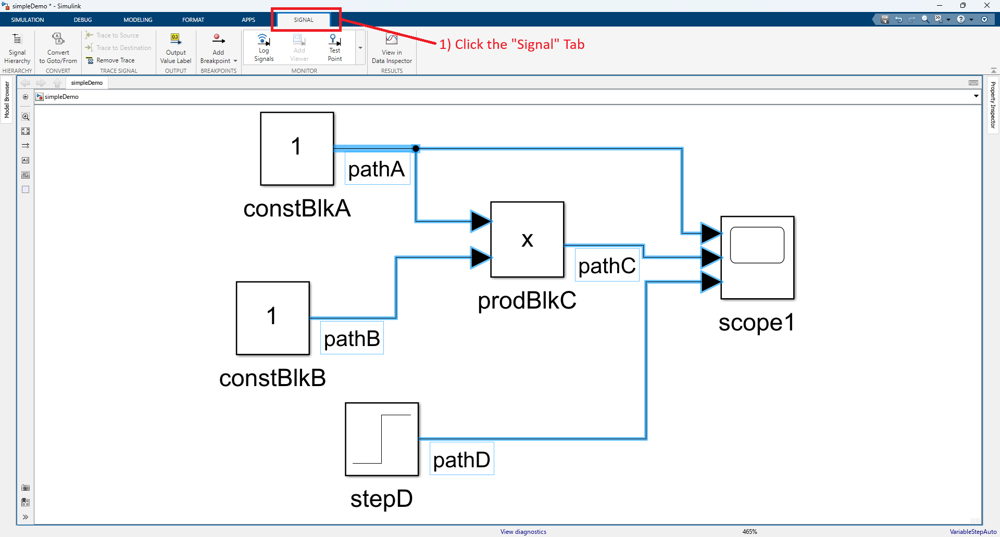 simpleDemo * - Simulink
SIMULATION DEBUG MODELING FORMAT APPS SIGNAL
Signal Hierarchy
HIERARCHY
Convert to Goto/From
CONVERT
Trace to Source
Trace to Destination
Remove Trace
TRACE SIGNAL
0.3
Output Value Label
OUTPUT
Add Breakpoint
BREAKPOINTS
Log Signals
Add Viewer
Test Point
MONITOR
View in Data Inspector
RESULTS
1) Click the "Signal" Tab
Model Browser
simpleDemo
simpleDemo
Property Inspector
1
pathA
constBlkA
x
pathC
prodBlkC
scope1
1
pathB
constBlkB
pathD
stepD
View diagnostics 465% VariableStepAuto